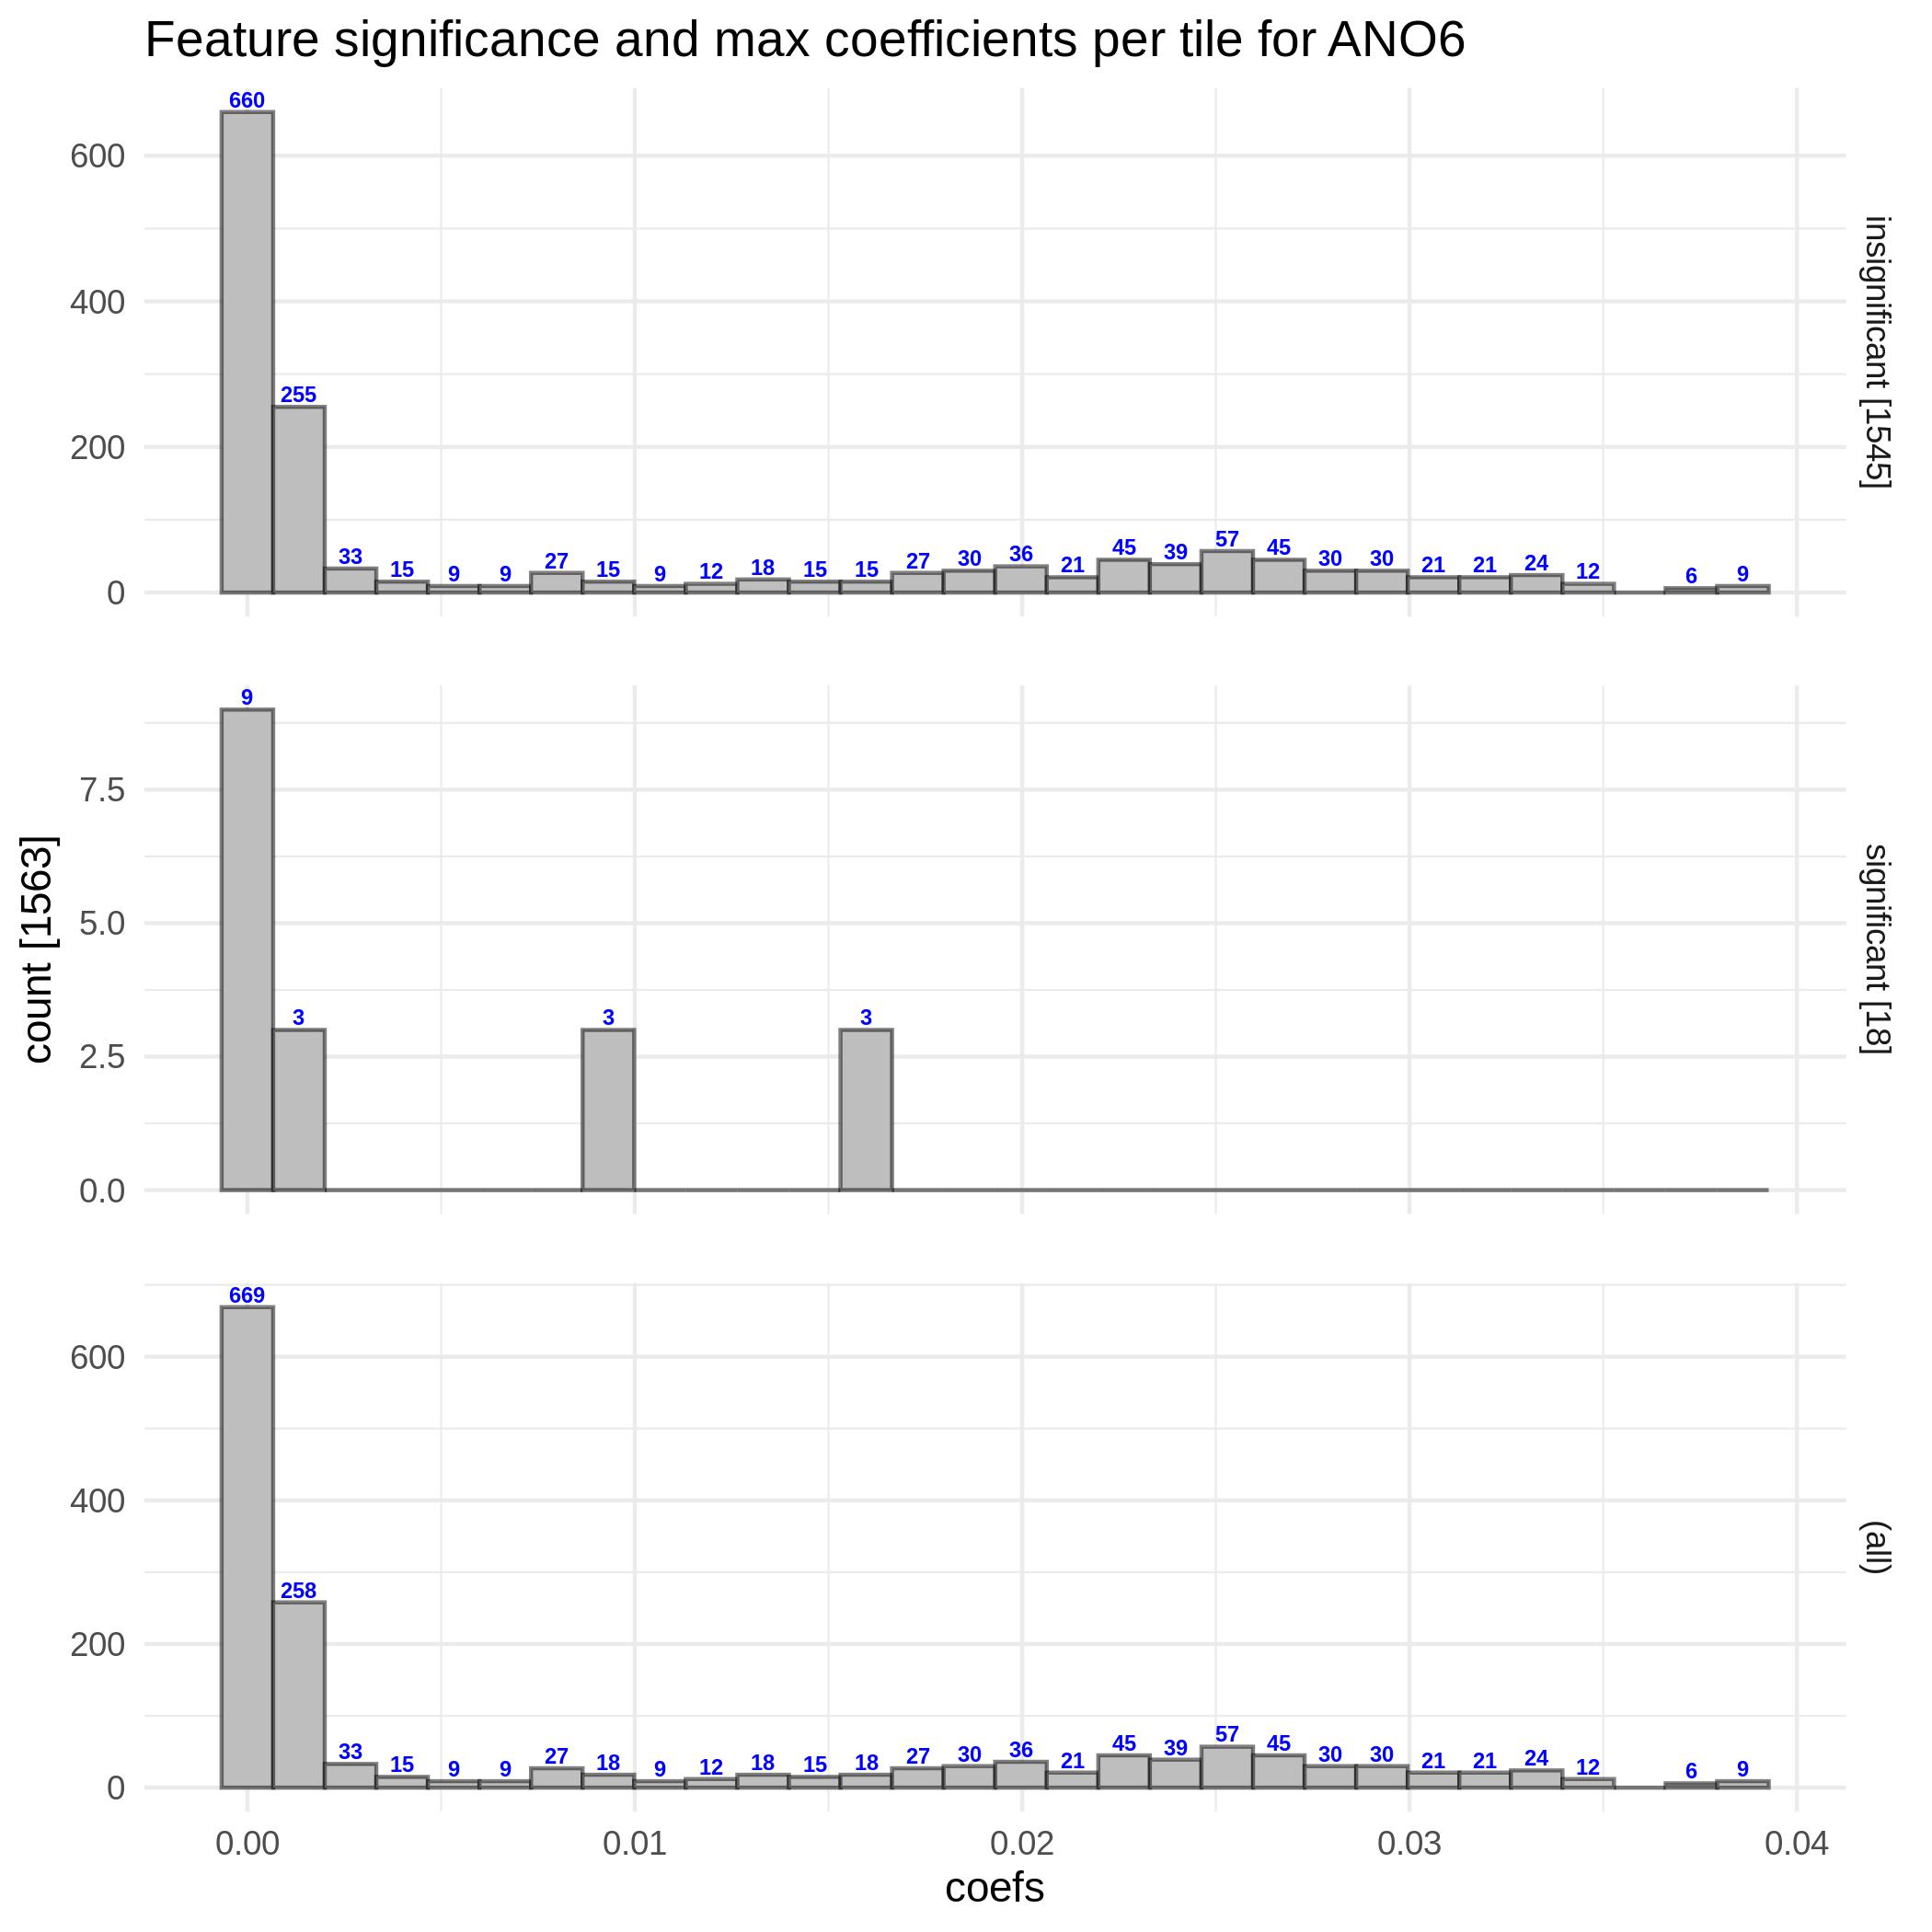 Feature significance and max coefficients per tile for ANO6
660
600
400
255
200
33 15 9 9 27 15 9 12 18 15 15 27 30 36 21 45 39 57 45 30 30 21 21 24 12 6 9
0
insignificant [1545]
9
7.5
5.0
3 3 3
2.5
0.0
significant [18]
count [1563]
669
600
400
258
200
33 15 9 9 27 18 9 12 18 15 18 27 30 36 21 45 39 57 45 30 30 21 21 24 12 6 9
0
(all)
0.00 0.01 0.02 0.03 0.04
coefs